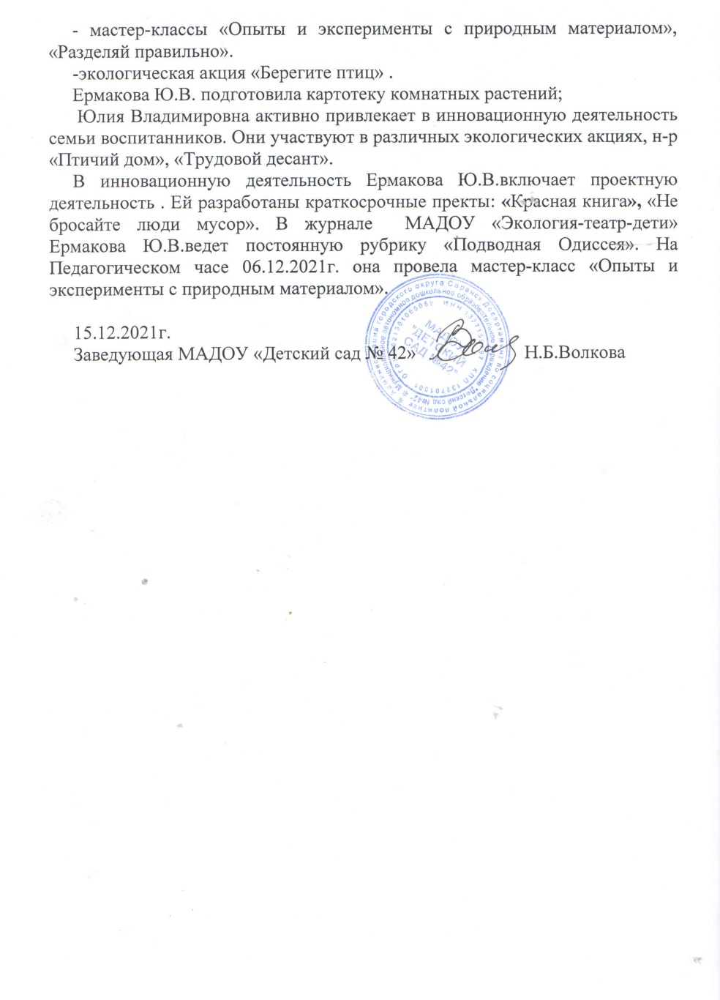 - мастер-классы «Опыты и эксперименты с природным материалом»,
«Разделяй правильно».
-экологическая акция «Берегите птиц» .
Ермакова Ю.В. подготовила картотеку комнатных растений;
Юлия Владимировна активно привлекает в инновационную деятельность
семьи воспитанников. Они участвуют в различных экологических акциях, н-р
«Птичий дом», «Трудовой десант».
В инновационную деятельность Ермакова Ю.В.включает проектную
деятельность . Ей разработаны краткосрочные пректы: «Красная книга», «Не
бросайте люди мусор». В журнале МАДОУ «Экология-театр-дети»
Ермакова Ю.В.ведет постоянную рубрику «Подводная Одиссея». На
Педагогическом часе 06.12.2021г. она провела мастер-класс «Опыты и
эксперименты с природным материалом».
15.12.2021г.
Заведующая МАДОУ «Детский сад № 42» Н.Б.Волкова
МАДОУ
"ДЕТСКИЙ
САД №42"